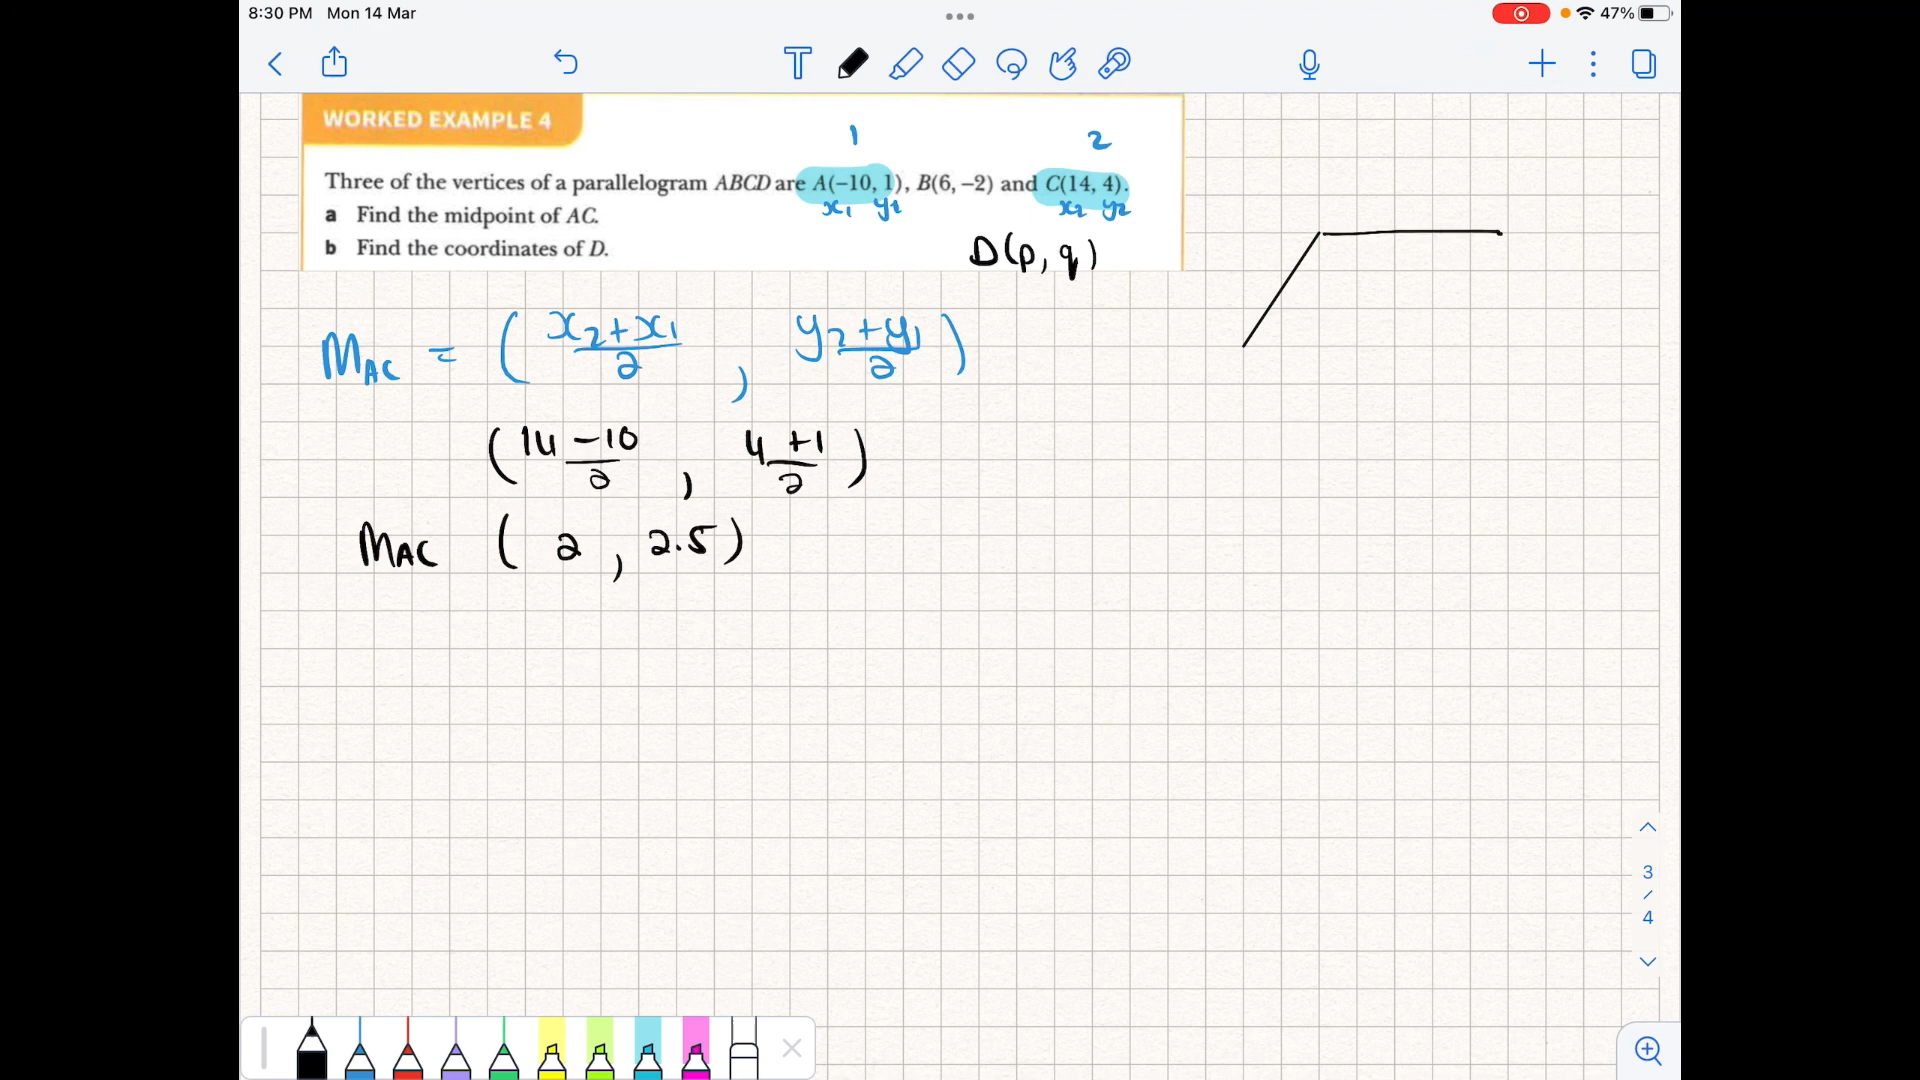 8:30 PM Mon 14 Mar
47%
WORKED EXAMPLE 4
1 2
Three of the vertices of a parallelogram ABCD are A(−10, 1), B(6, −2) and C(14, 4).
x₁ y₁ x₂ y₂
a Find the midpoint of AC.
b Find the coordinates of D.
D(p, q)
M_AC = ( (x₂+x₁)/2 , (y₂+y₁)/2 )
( (14 −10)/2 , (4 +1)/2 )
M_AC ( 2 , 2.5 )
3
/
4